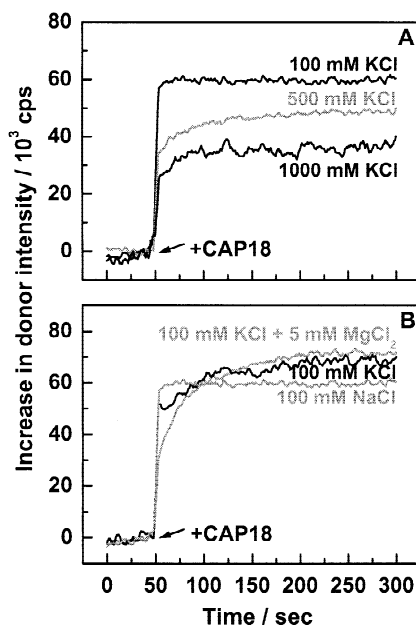 A
100 mM KCl
500 mM KCl
1000 mM KCl
+CAP18
80
60
40
20
0
Increase in donor intensity / 10³ cps
B
100 mM KCl + 5 mM MgCl₂
100 mM KCl
100 mM NaCl
+CAP18
80
60
40
20
0
0 50 100 150 200 250 300
Time / sec